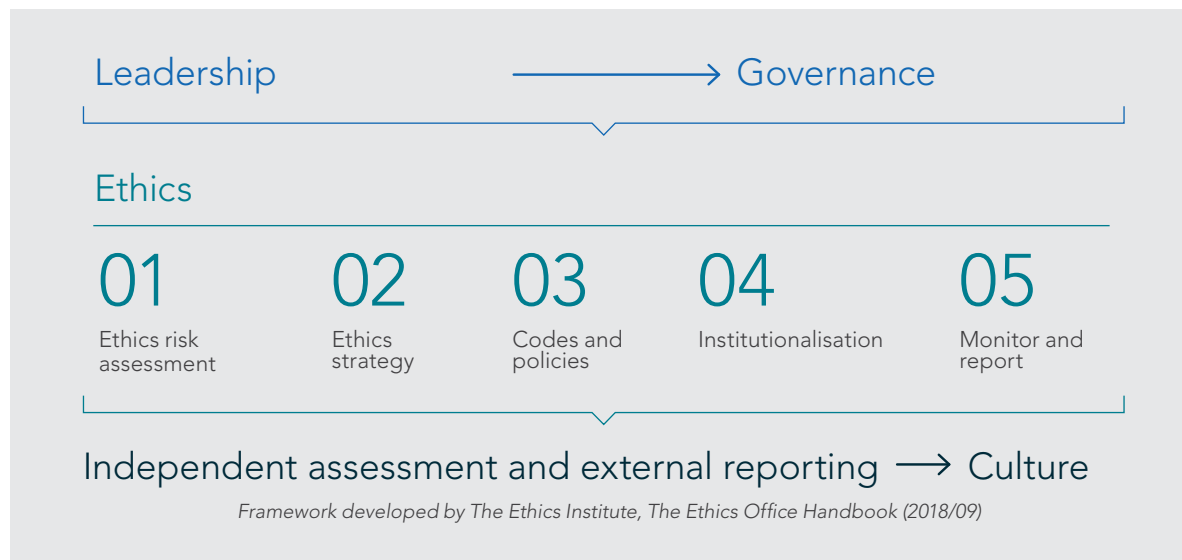 Leadership → Governance
Ethics
01 02 03 04 05
Ethics risk
assessment
Ethics
strategy
Codes and
policies
Institutionalisation
Monitor and
report
Independent assessment and external reporting → Culture
Framework developed by The Ethics Institute, The Ethics Office Handbook (2018/09)